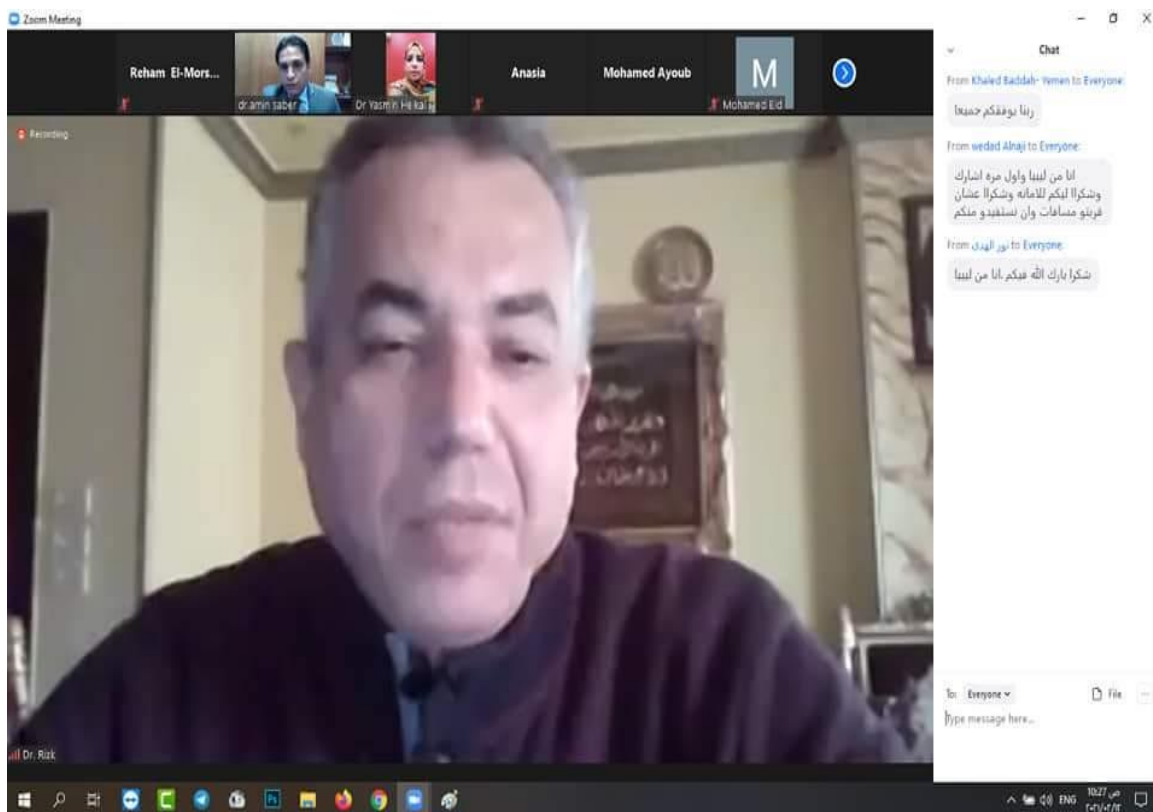 Zoom Meeting
Reham El-Mors...
dr.amin saber
Dr Yasmin Heikal
Anasia
Mohamed Ayoub
M
Mohamed Eid
Recording
Dr. Rizk
Chat
From Khaled Baddah- Yemen to Everyone:
ربنا يوفقكم جميعا
From wedad Alnaji to Everyone:
انا من ليبيا واول مره اشارك
وشكراا ليكم للامانه وشكراا عشان
قربتو مسافات وان نستفيدو منكم
From نور الهدى to Everyone:
شكرا بارك الله فيكم .انا من ليبيا
To: Everyone
File
Type message here...
Ps
ENG
10:27 ص